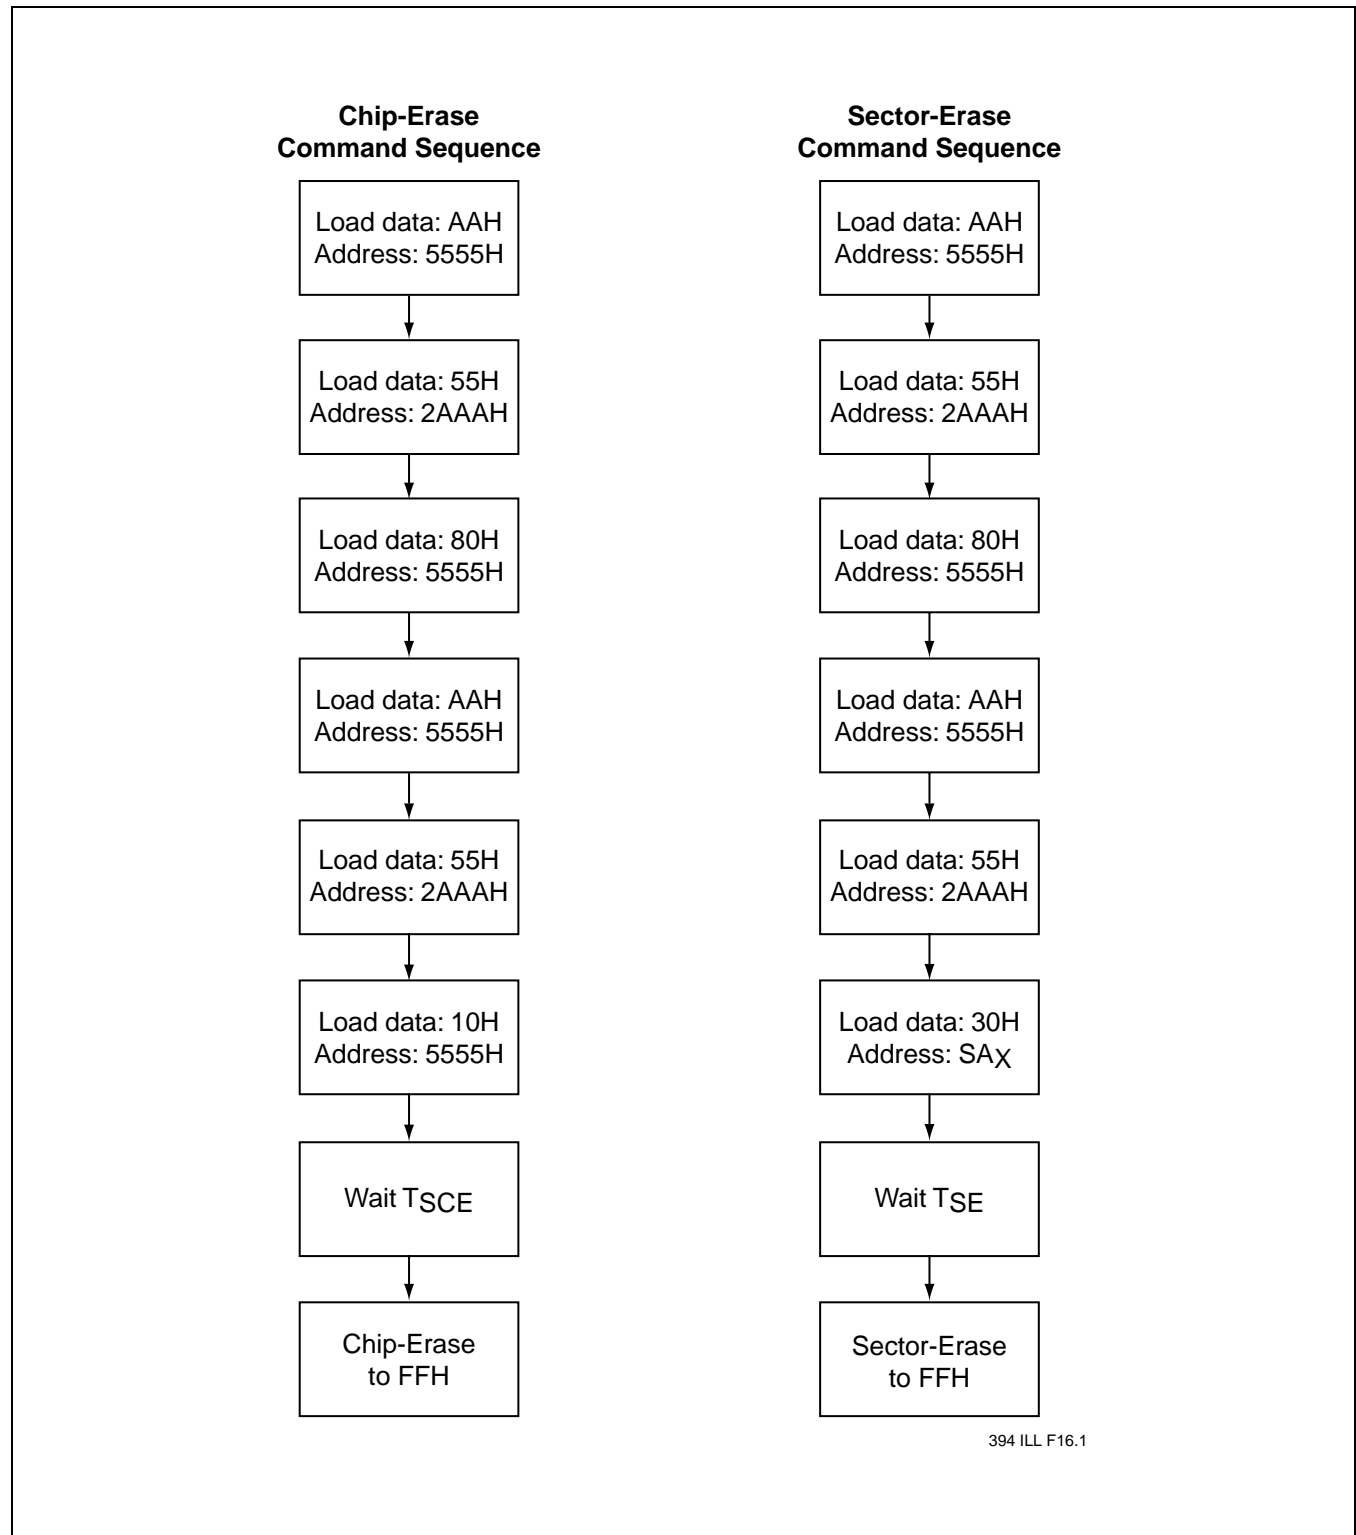 Chip-Erase
Command Sequence
Load data: AAH
Address: 5555H
Load data: 55H
Address: 2AAAH
Load data: 80H
Address: 5555H
Load data: AAH
Address: 5555H
Load data: 55H
Address: 2AAAH
Load data: 10H
Address: 5555H
Wait TSCE
Chip-Erase
to FFH
Sector-Erase
Command Sequence
Load data: AAH
Address: 5555H
Load data: 55H
Address: 2AAAH
Load data: 80H
Address: 5555H
Load data: AAH
Address: 5555H
Load data: 55H
Address: 2AAAH
Load data: 30H
Address: SAX
Wait TSE
Sector-Erase
to FFH
394 ILL F16.1